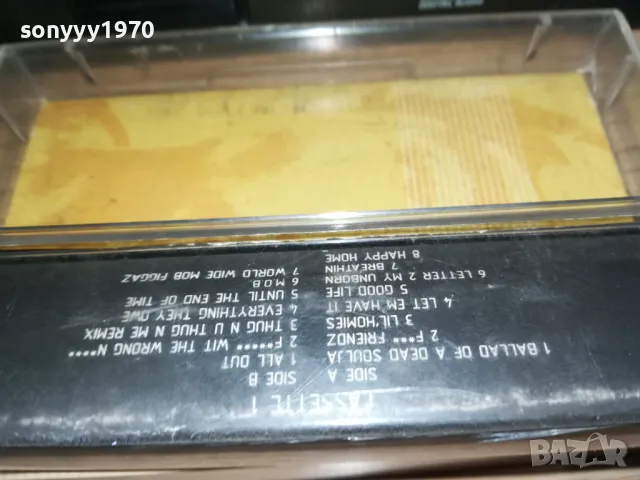 sonyyy1970
CASSETTE 1
SIDE A
1 BALLAD OF A DEAD SOULJA
2 F*** FRIENDZ
3 LIL'HOMIES
4 LET EM HAVE IT
5 GOOD LIFE
6 LETTER 2 MY UNBORN
7 BREATHIN
8 HAPPY HOME
SIDE B
1 ALL OUT
2 F***** WIT THE WRONG N****
3 THUG N U THUG N ME REMIX
4 EVERYTHING THEY OWE
5 UNTIL THE END OF TIME
6 M.O.B.
7 WORLD WIDE MOB FIGGAZ
BAZAR
bg